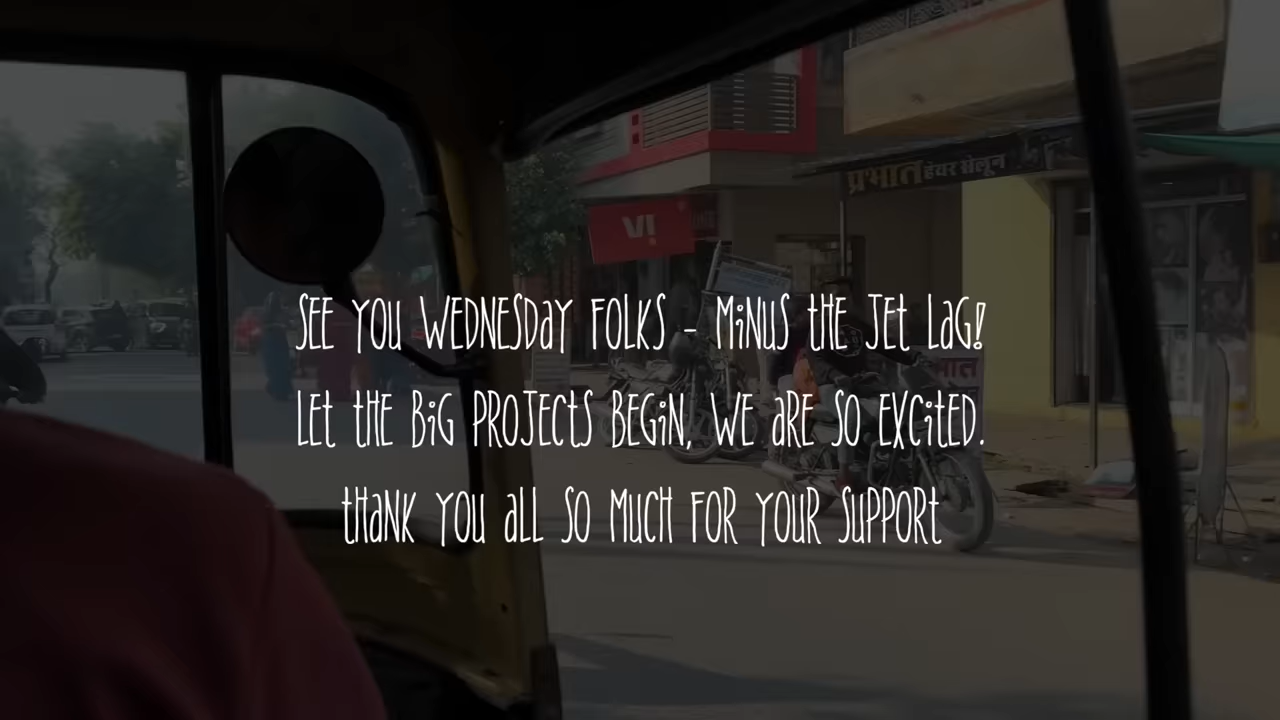 VI
प्रभात हेयर सेलून
SEE YOU WEDNESDAY FOLKS - MINUS THE JET LAG!
LET THE BIG PROJECTS BEGIN, WE ARE SO EXCITED.
THANK YOU ALL SO MUCH FOR YOUR SUPPORT